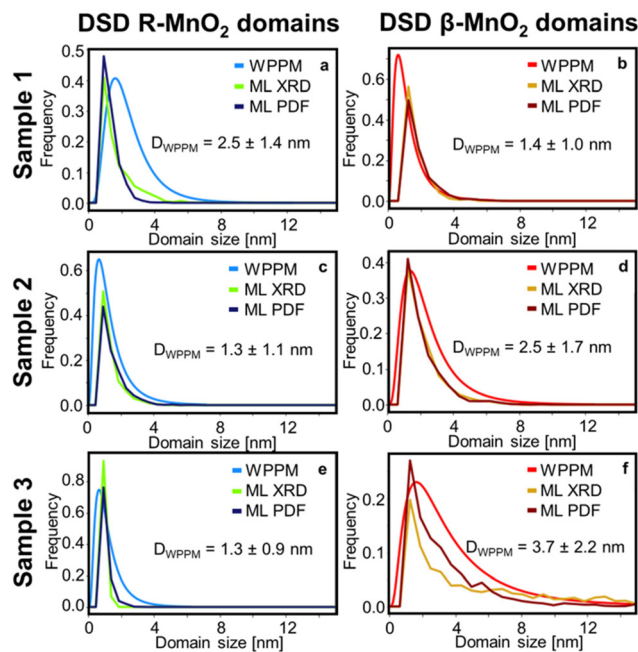 DSD R-MnO₂ domains
DSD β-MnO₂ domains
Sample 1
Frequency
0.5
0.4
0.3
0.2
0.1
0.0
a
WPPM
ML XRD
ML PDF
D_WPPM = 2.5 ± 1.4 nm
0 4 8 12
Domain size [nm]
Frequency
0.6
0.4
0.2
0.0
b
WPPM
ML XRD
ML PDF
D_WPPM = 1.4 ± 1.0 nm
0 4 8 12
Domain size [nm]
Sample 2
Frequency
0.6
0.4
0.2
0.0
c
WPPM
ML XRD
ML PDF
D_WPPM = 1.3 ± 1.1 nm
0 4 8 12
Domain size [nm]
Frequency
0.4
0.3
0.2
0.1
0.0
d
WPPM
ML XRD
ML PDF
D_WPPM = 2.5 ± 1.7 nm
0 4 8 12
Domain size [nm]
Sample 3
Frequency
0.8
0.6
0.4
0.2
0.0
e
WPPM
ML XRD
ML PDF
D_WPPM = 1.3 ± 0.9 nm
0 4 8 12
Domain size [nm]
Frequency
0.2
0.1
0.0
f
WPPM
ML XRD
ML PDF
D_WPPM = 3.7 ± 2.2 nm
0 4 8 12
Domain size [nm]